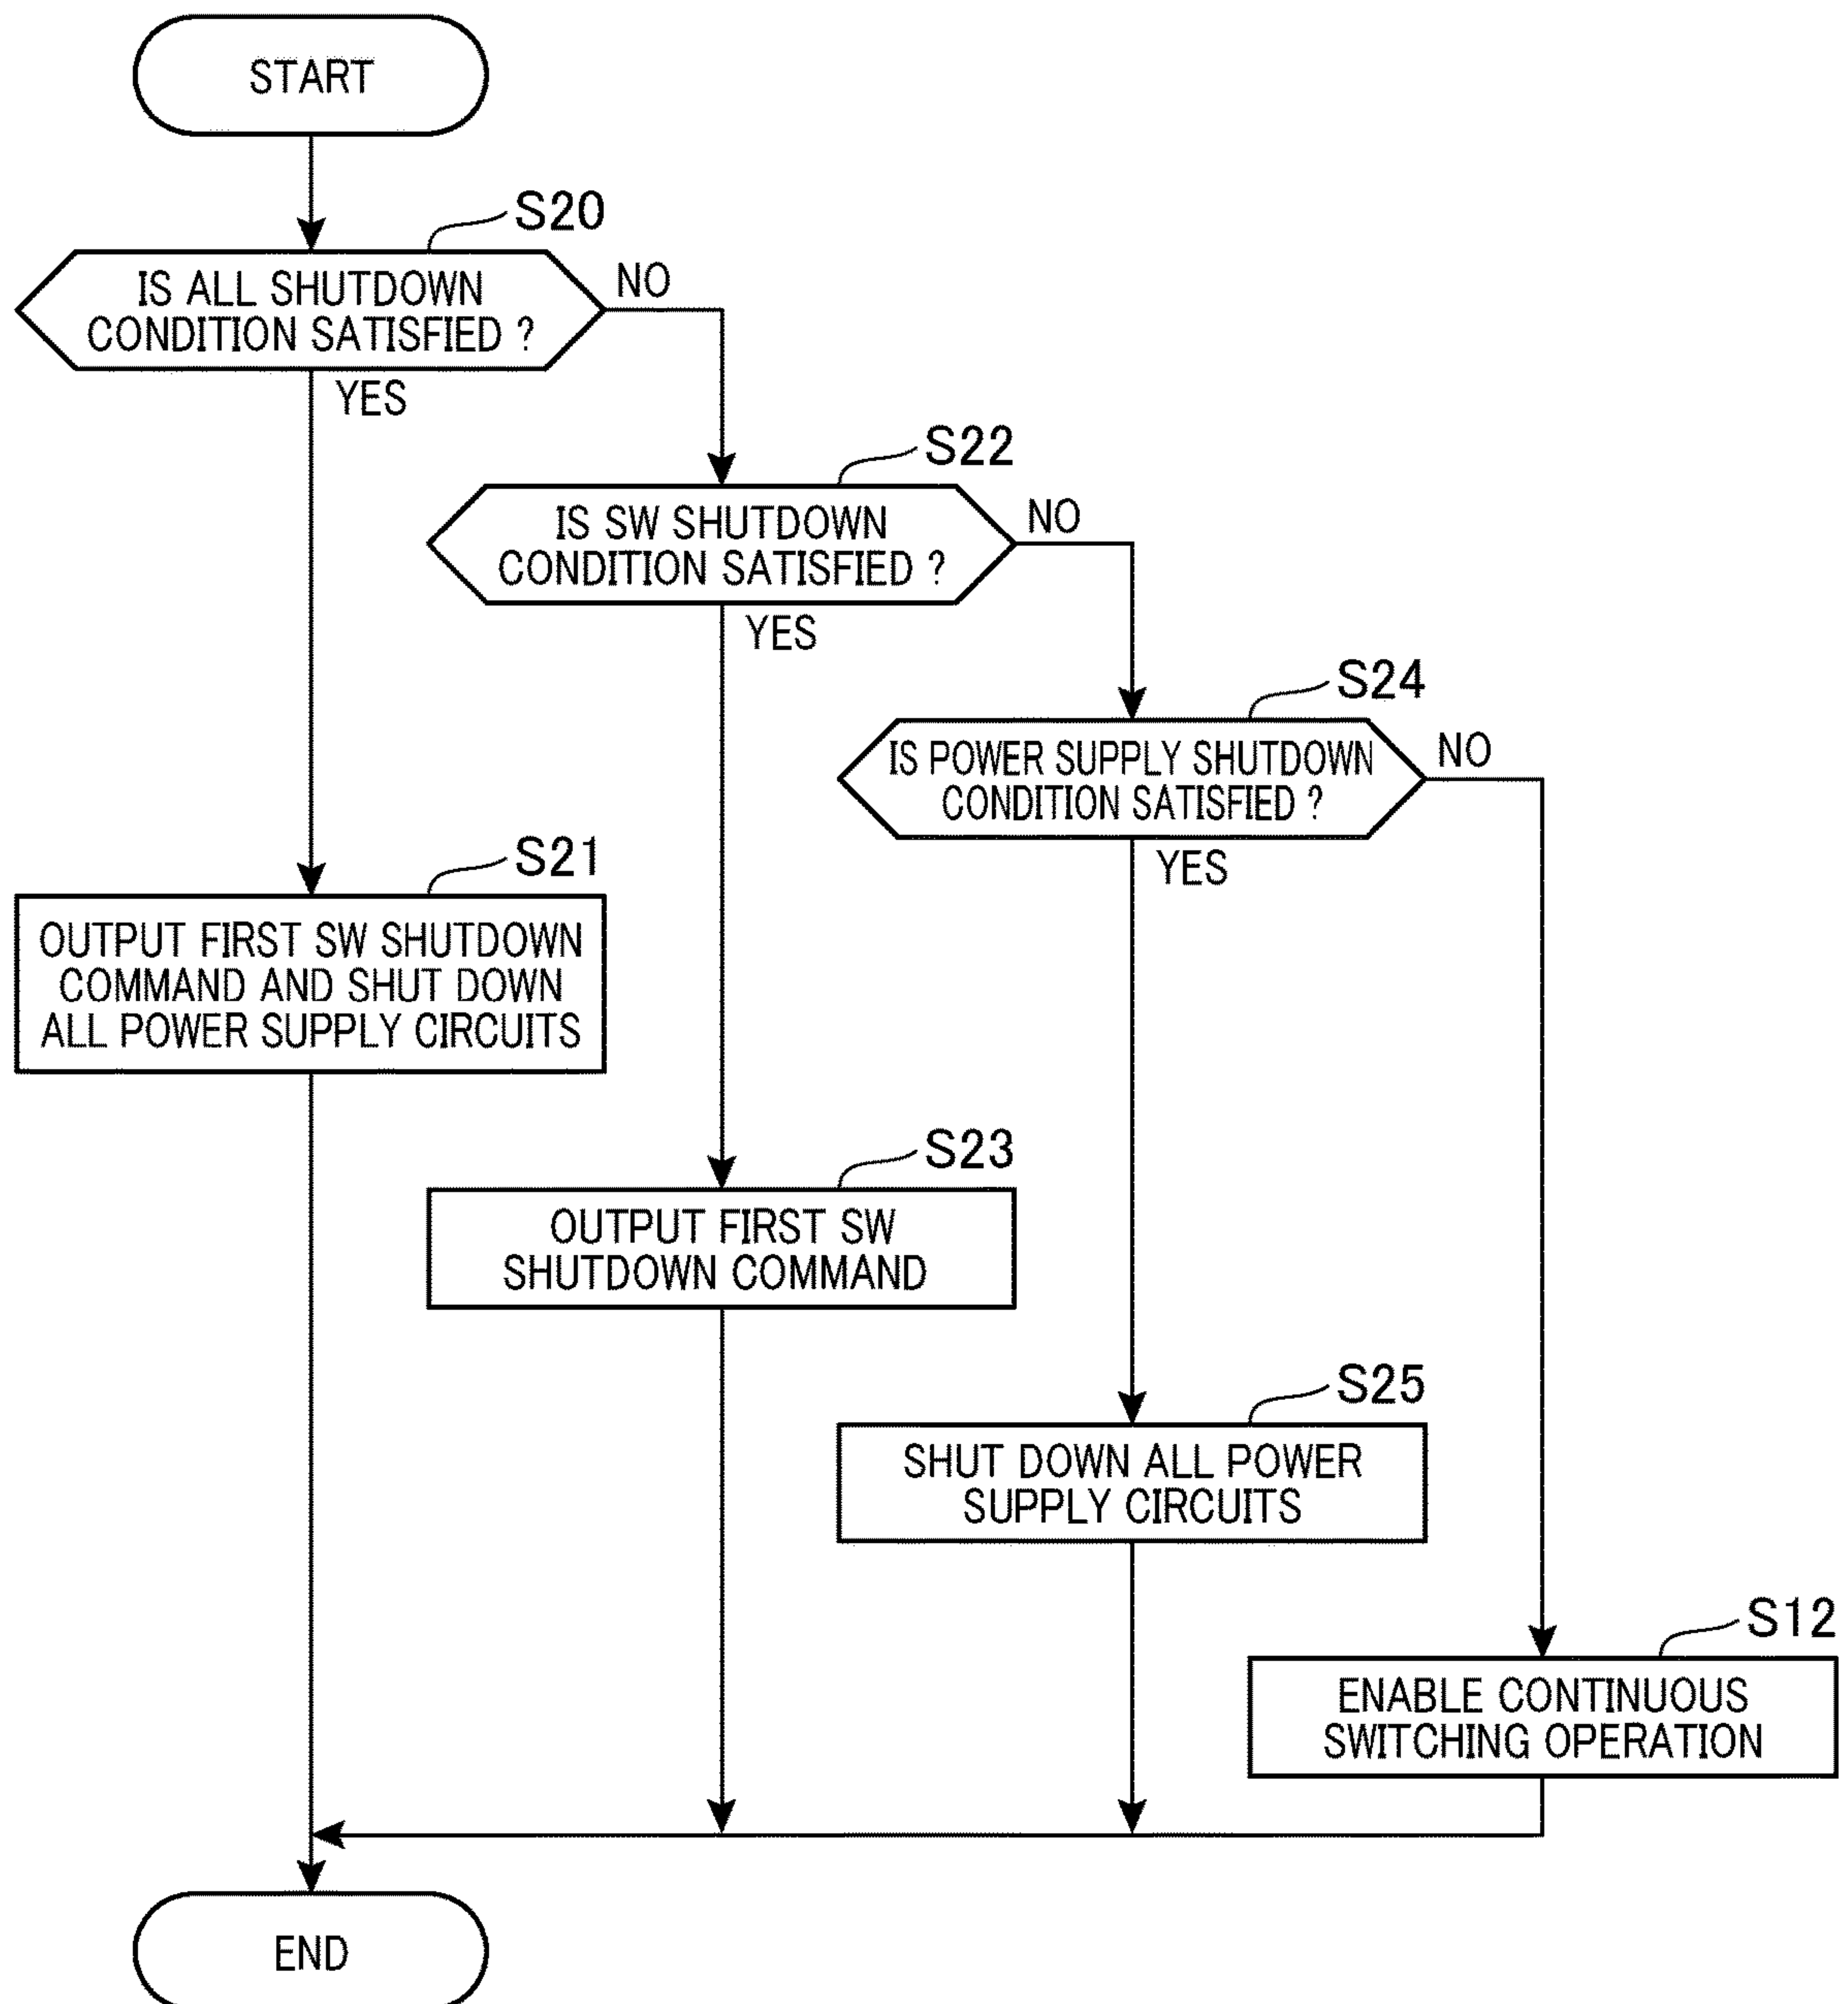 START
S20
IS ALL SHUTDOWN
CONDITION SATISFIED ?
NO
YES
S22
IS SW SHUTDOWN
CONDITION SATISFIED ?
NO
YES
S24
IS POWER SUPPLY SHUTDOWN
CONDITION SATISFIED ?
NO
YES
S21
OUTPUT FIRST SW SHUTDOWN
COMMAND AND SHUT DOWN
ALL POWER SUPPLY CIRCUITS
S23
OUTPUT FIRST SW
SHUTDOWN COMMAND
S25
SHUT DOWN ALL POWER
SUPPLY CIRCUITS
S12
ENABLE CONTINUOUS
SWITCHING OPERATION
END